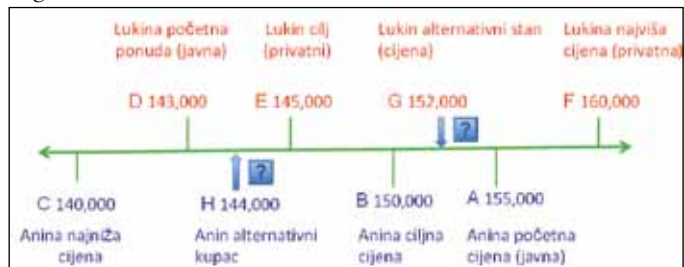 Lukina početna
ponuda (javna)
Lukin cilj
(privatni)
Lukin alternativni stan
(cijena)
Lukina najviša
cijena (privatna)
D 143,000
E 145,000
G 152,000
F 160,000
?
?
C 140,000
H 144,000
B 150,000
A 155,000
Anina najniža
cijena
Anin alternativni
kupac
Anina ciljna
cijena
Anina početna
cijena (javna)